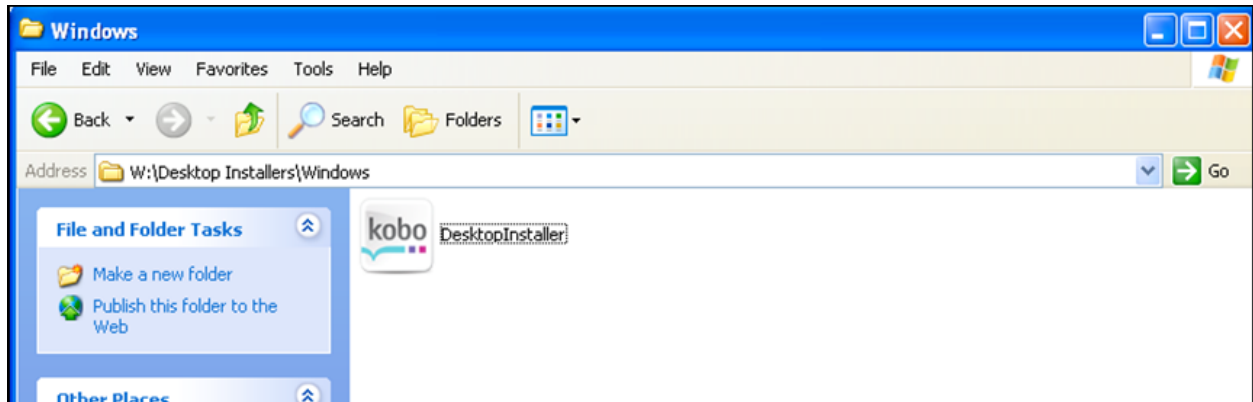 Windows
File Edit View Favorites Tools Help
Back Search Folders
Address W:\Desktop Installers\Windows Go
File and Folder Tasks
Make a new folder
Publish this folder to the
Web
Other Places
kobo DesktopInstaller